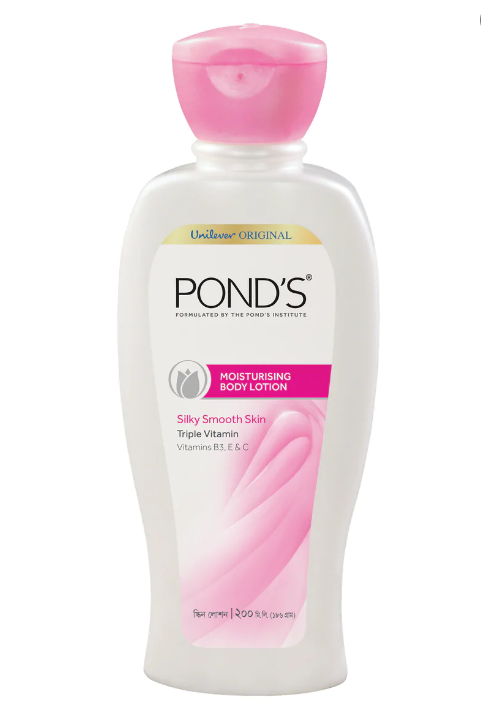 Unilever ORIGINAL
POND'S®
FORMULATED BY THE POND'S INSTITUTE
MOISTURISING
BODY LOTION
Silky Smooth Skin
Triple Vitamin
Vitamins B3, E & C
স্কিন লোশন | ২০০ মি.লি. (১৮৬ গ্রাম)